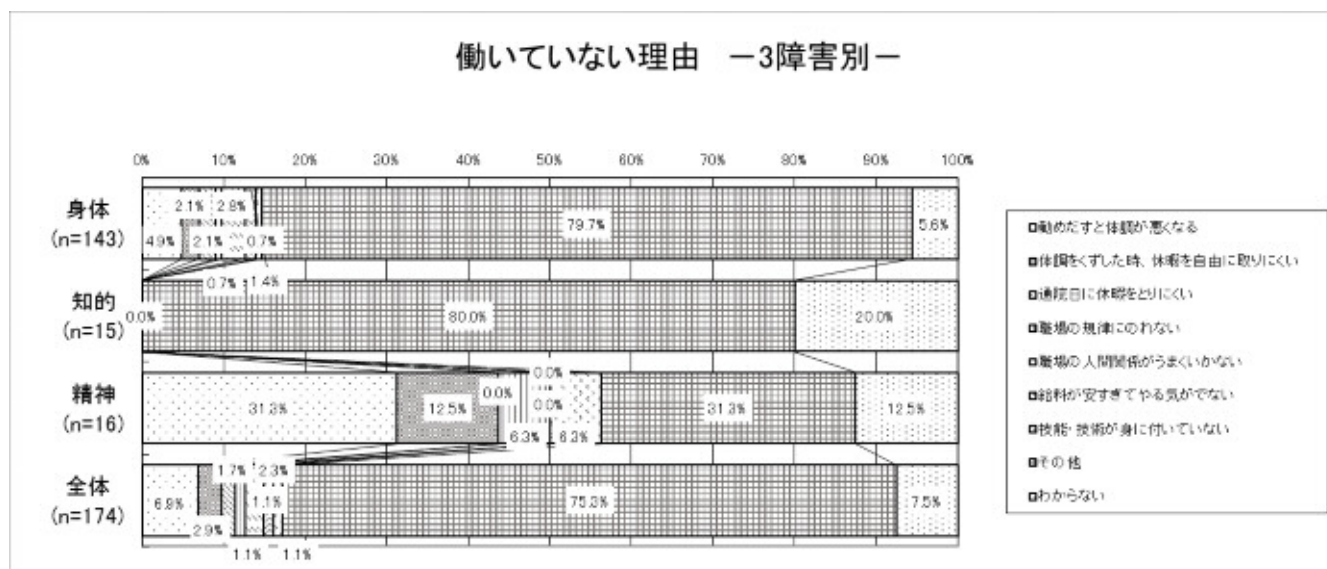 働いていない理由 －3障害別－
0% 10% 20% 30% 40% 50% 60% 70% 80% 90% 100%
身体
(n=143)
2.1% 2.8%
79.7%
5.6%
4.9% 2.1% 0.7%
0.7% 1.4%
知的
(n=15)
0.0%
80.0%
20.0%
精神
(n=16)
31.3%
12.5%
0.0%
0.0%
0.0%
6.3%
6.3%
31.3%
12.5%
全体
(n=174)
1.7% 2.3%
6.9%
1.1%
75.3%
7.5%
2.9%
1.1% 1.1%
勤めだすと体調が悪くなる
体調をくずした時、休暇を自由に取りにくい
通院日に休暇をとりにくい
職場の規律にのれない
職場の人間関係がうまくいかない
給料が安すぎてやる気がでない
技能・技術が身に付いていない
その他
わからない